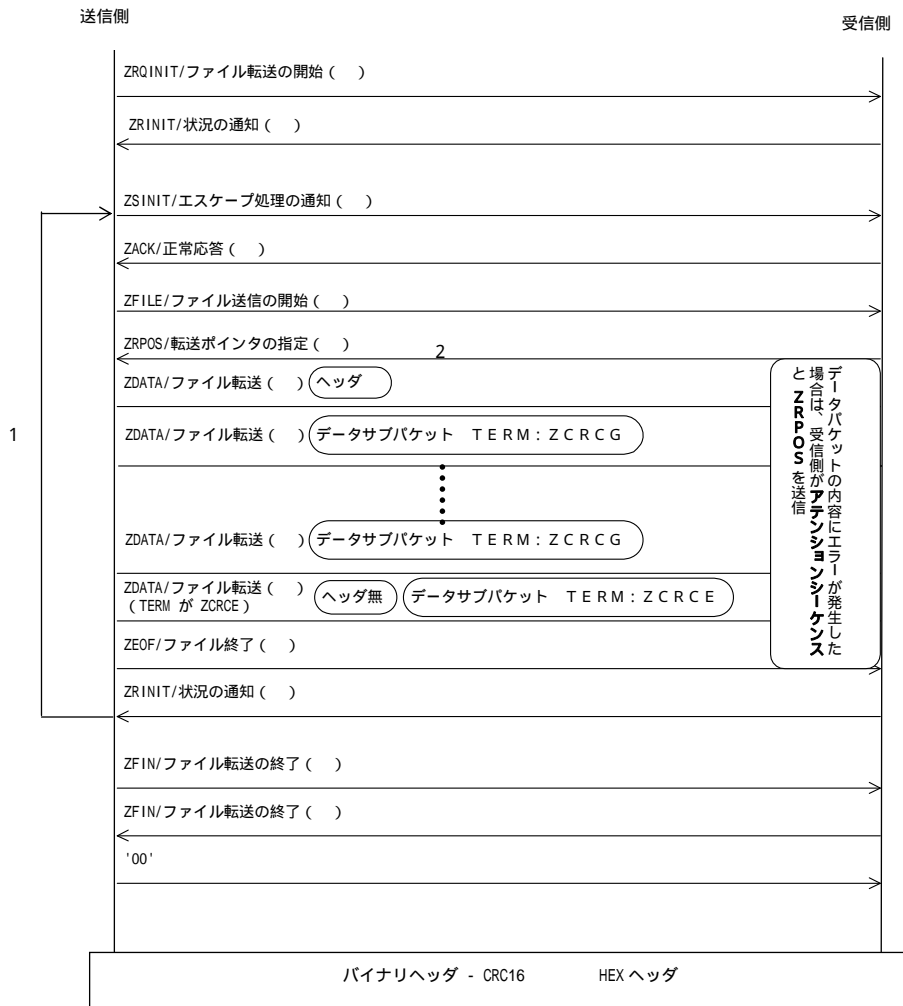 送信側
受信側
ZRQINIT/ファイル転送の開始(　)
ZRINIT/状況の通知(　)
ZSINIT/エスケープ処理の通知(　)
ZACK/正常応答(　)
ZFILE/ファイル送信の開始(　)
ZRPOS/転送ポインタの指定(　)
2
ZDATA/ファイル転送(　) ヘッダ
1
ZDATA/ファイル転送(　) データサブパケット　ＴＥＲＭ：ＺＣＲＣＧ
データパケットの内容にエラーが発生した
場合は、受信側がアテンションシーケンス
と ZRPOS を送信
ZDATA/ファイル転送(　) データサブパケット　ＴＥＲＭ：ＺＣＲＣＧ
ZDATA/ファイル転送(　)
(TERM が ZCRCE)
ヘッダ無 データサブパケット　ＴＥＲＭ：ＺＣＲＣＥ
ZEOF/ファイル終了(　)
ZRINIT/状況の通知(　)
ZFIN/ファイル転送の終了(　)
ZFIN/ファイル転送の終了(　)
'00'
バイナリヘッダ - CRC16　　HEX ヘッダ